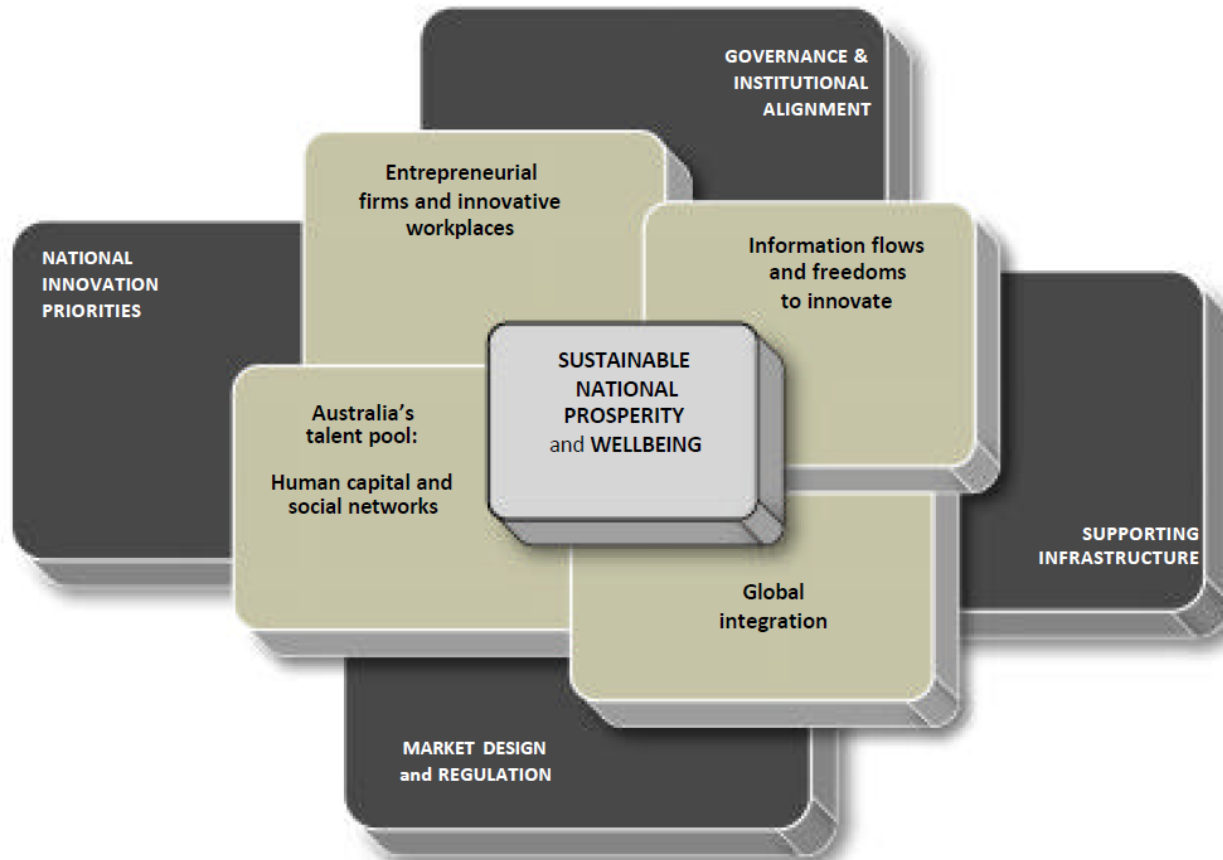 GOVERNANCE &
INSTITUTIONAL
ALIGNMENT
Entrepreneurial
firms and innovative
workplaces
Information flows
and freedoms
to innovate
NATIONAL
INNOVATION
PRIORITIES
SUSTAINABLE
NATIONAL
PROSPERITY
and WELLBEING
Australia’s
talent pool:
Human capital and
social networks
SUPPORTING
INFRASTRUCTURE
Global
integration
MARKET DESIGN
and REGULATION